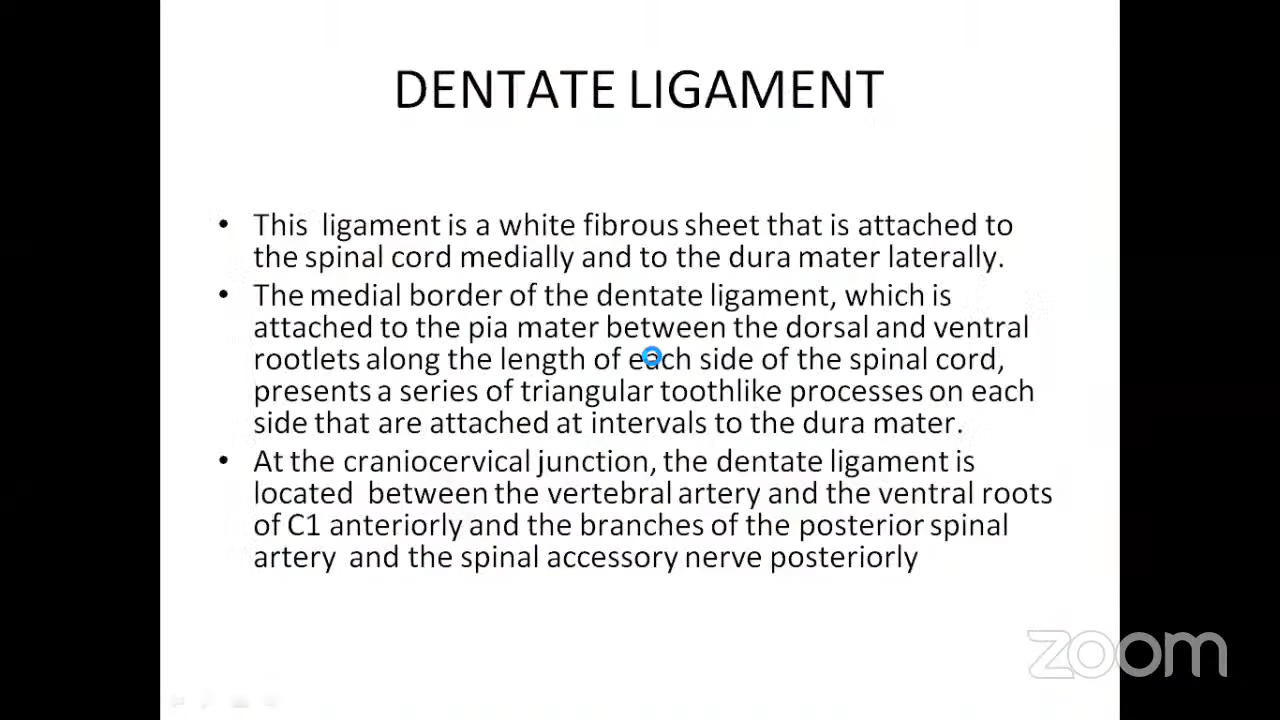 DENTATE LIGAMENT
• This ligament is a white fibrous sheet that is attached to
the spinal cord medially and to the dura mater laterally.
• The medial border of the dentate ligament, which is
attached to the pia mater between the dorsal and ventral
rootlets along the length of each side of the spinal cord,
presents a series of triangular toothlike processes on each
side that are attached at intervals to the dura mater.
• At the craniocervical junction, the dentate ligament is
located between the vertebral artery and the ventral roots
of C1 anteriorly and the branches of the posterior spinal
artery and the spinal accessory nerve posteriorly
zoom